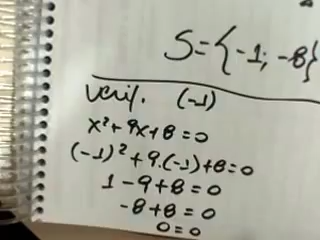 S={-1; -8}
Verif. (-1)
x²+9x+8=0
(-1)²+9.(-1)+8=0
1-9+8=0
-8+8=0
0=0